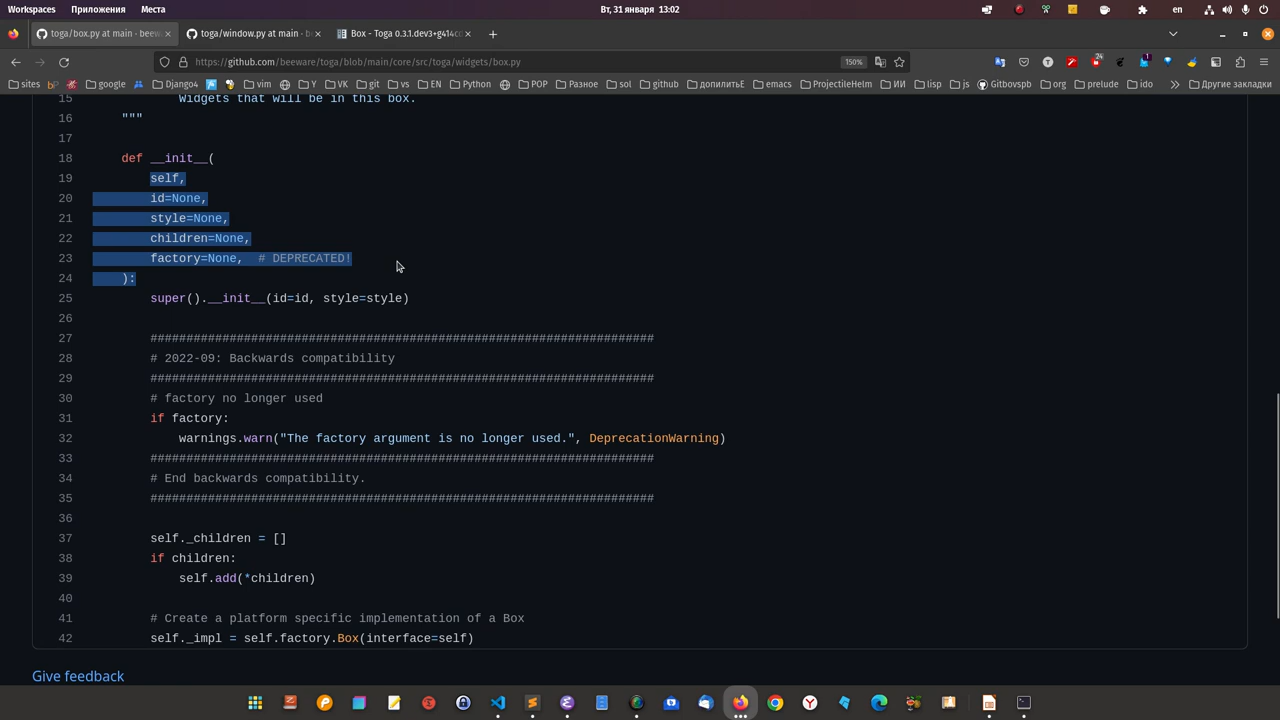 Workspaces Приложения Места Вт, 31 января 13:02 en
toga/box.py at main · beew × toga/window.py at main · b × Box - Toga 0.3.1.dev3+g414c × +
https://github.com/beeware/toga/blob/main/core/src/toga/widgets/box.py 150% 24 1
sites google Django4 vim Y VK git vs EN Python POP Разное sol github допилитьЕ emacs ProjectileHelm ИИ lisp js Gitbovspb org prelude ido Другие закладки
15 Widgets that will be in this box.
16 """
17
18 def __init__(
19 self,
20 id=None,
21 style=None,
22 children=None,
23 factory=None, # DEPRECATED!
24 ):
25 super().__init__(id=id, style=style)
26
27 ######################################################################
28 # 2022-09: Backwards compatibility
29 ######################################################################
30 # factory no longer used
31 if factory:
32 warnings.warn("The factory argument is no longer used.", DeprecationWarning)
33 ######################################################################
34 # End backwards compatibility.
35 ######################################################################
36
37 self._children = []
38 if children:
39 self.add(*children)
40
41 # Create a platform specific implementation of a Box
42 self._impl = self.factory.Box(interface=self)
Give feedback